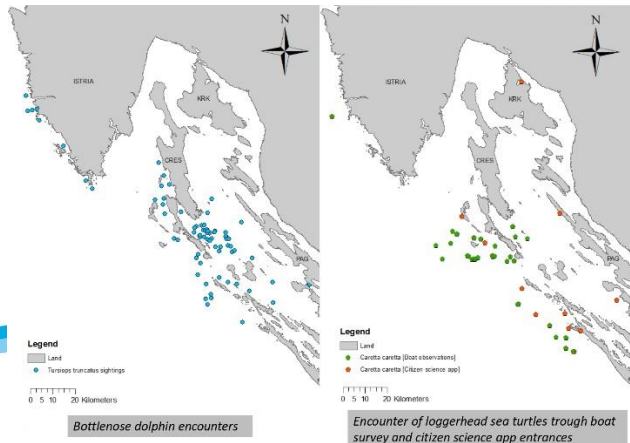 N
ISTRIA
KRK
CRES
PAG
Legend
Land
Tursiops truncatus sightings
0 5 10 20
Kilometers
Bottlenose dolphin encounters
N
ISTRIA
KRK
CRES
PAG
Legend
Land
Caretta caretta [Boat observations]
Caretta caretta [Citizen science app]
0 5 10 20
Kilometers
Encounter of loggerhead sea turtles trough boat
survey and citizen science app entrances